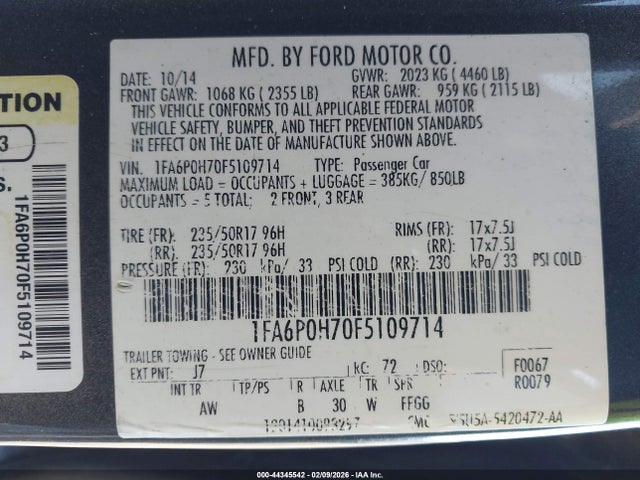 MFD. BY FORD MOTOR CO.
DATE: 10/14 GVWR: 2023 KG ( 4460 LB)
FRONT GAWR: 1068 KG ( 2355 LB) REAR GAWR: 959 KG ( 2115 LB)
THIS VEHICLE CONFORMS TO ALL APPLICABLE FEDERAL MOTOR
VEHICLE SAFETY, BUMPER, AND THEFT PREVENTION STANDARDS
IN EFFECT ON THE DATE OF MANUFACTURE SHOWN ABOVE.
VIN: 1FA6P0H70F5109714 TYPE: Passenger Car
MAXIMUM LOAD = OCCUPANTS + LUGGAGE = 385KG/ 850LB
OCCUPANTS = 5 TOTAL: 2 FRONT, 3 REAR
TIRE (FR): 235/50R17 96H RIMS (FR): 17x7.5J
(RR): 235/50R17 96H (RR): 17x7.5J
PRESSURE (FR): 230 kPa/ 33 PSI COLD (RR): 230 kPa/ 33 PSI COLD
1FA6P0H70F5109714
TRAILER TOWING - SEE OWNER GUIDE
EXT PNT: J7 RC: 72 DSO: F0067
R0079
INT TR TP/PS R AXLE TR SPR
AW B 30 W FFGG
TION
3
S.
1FA6P0H70F5109714
000-44345542 - 02/09/2026 - IAAI.com